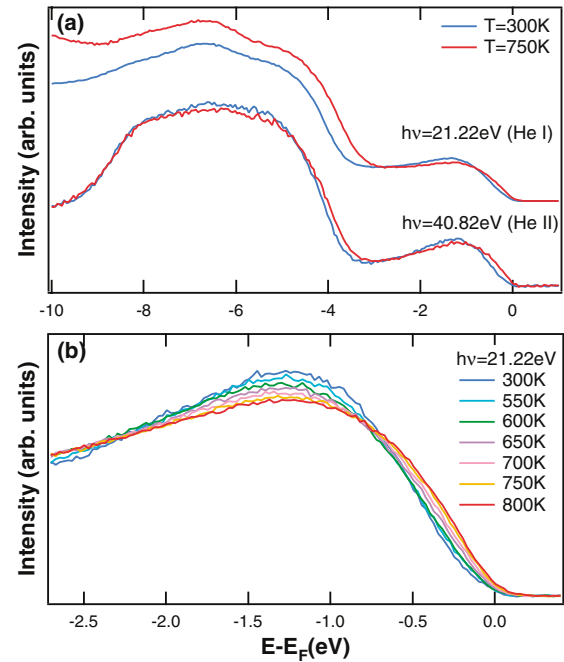 (a)
T=300K
T=750K
Intensity (arb. units)
hν=21.22eV (He I)
hν=40.82eV (He II)
-10 -8 -6 -4 -2 0
(b)
hν=21.22eV
300K
550K
600K
650K
700K
750K
800K
Intensity (arb. units)
-2.5 -2.0 -1.5 -1.0 -0.5 0.0
E-E_F(eV)